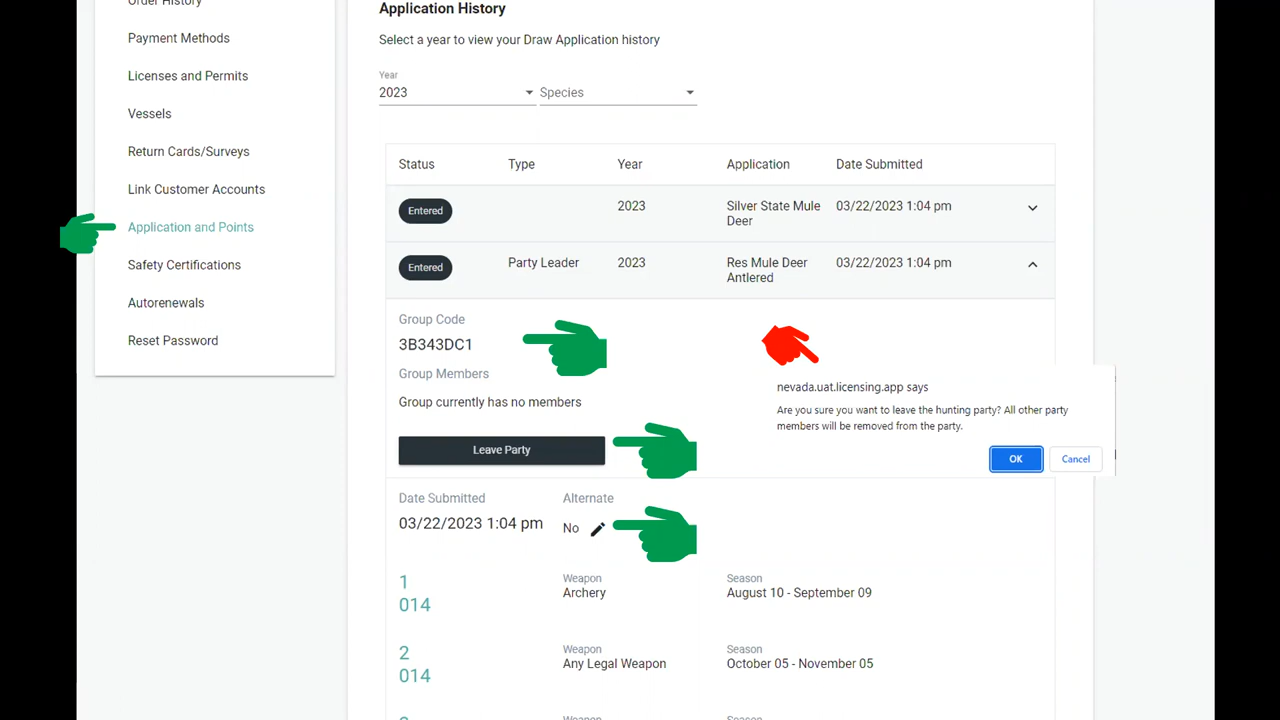 Order History
Payment Methods
Licenses and Permits
Vessels
Return Cards/Surveys
Link Customer Accounts
Application and Points
Safety Certifications
Autorenewals
Reset Password
Application History
Select a year to view your Draw Application history
Year
2023 Species
Status Type Year Application Date Submitted
Entered 2023 Silver State Mule Deer 03/22/2023 1:04 pm
Entered Party Leader 2023 Res Mule Deer Antlered 03/22/2023 1:04 pm
Group Code
3B343DC1
Group Members
Group currently has no members
Leave Party
nevada.uat.licensing.app says
Are you sure you want to leave the hunting party? All other party
members will be removed from the party.
OK Cancel
Date Submitted Alternate
03/22/2023 1:04 pm No
1 Weapon Season
014 Archery August 10 - September 09
2 Weapon Season
014 Any Legal Weapon October 05 - November 05
Weapon Season